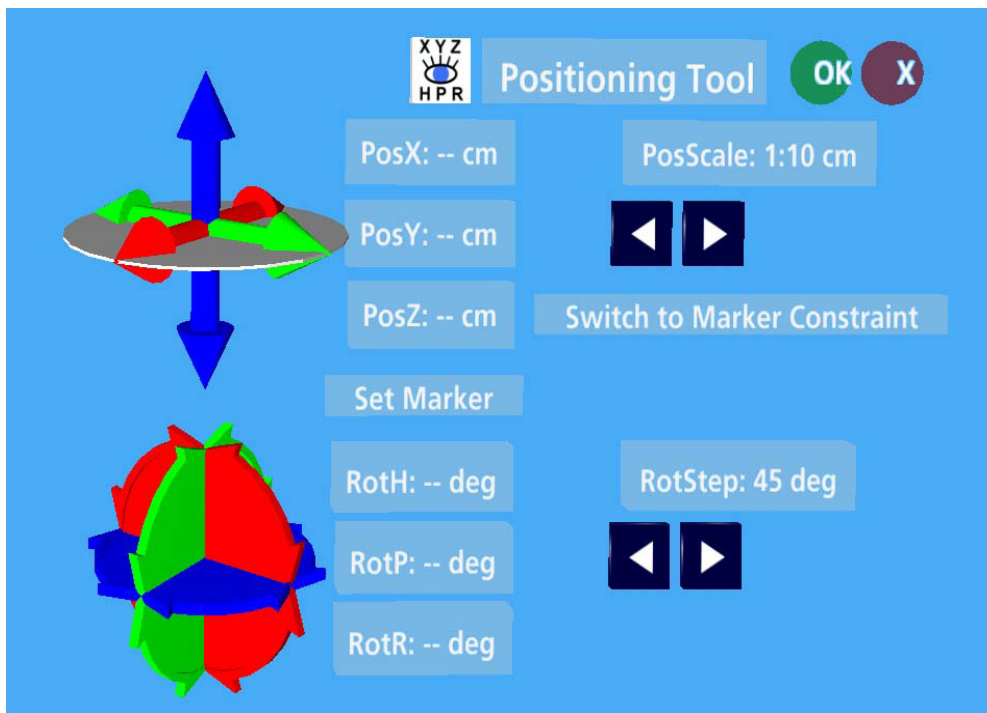 XYZ
HPR
Positioning Tool
OK
X
PosX: -- cm
PosScale: 1:10 cm
PosY: -- cm
PosZ: -- cm
Switch to Marker Constraint
Set Marker
RotH: -- deg
RotStep: 45 deg
RotP: -- deg
RotR: -- deg